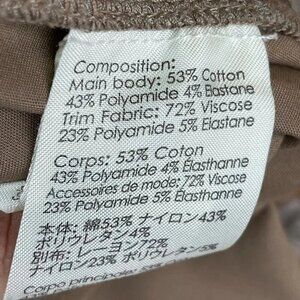 Composition:
Main body: 53% Cotton
43% Polyamide 4% Elastane
Trim Fabric: 72% Viscose
23% Polyamide 5% Elastane
Corps: 53% Coton
43% Polyamide 4% Elasthanne
Accessoires de mode: 72% Viscose
23% Polyamide 5% Elasthanne
本体: 綿53% ナイロン43%
ポリウレタン4%
別布: レーヨン72%
ナイロン23% ポリウレタン5%
Corpo principale: 53%